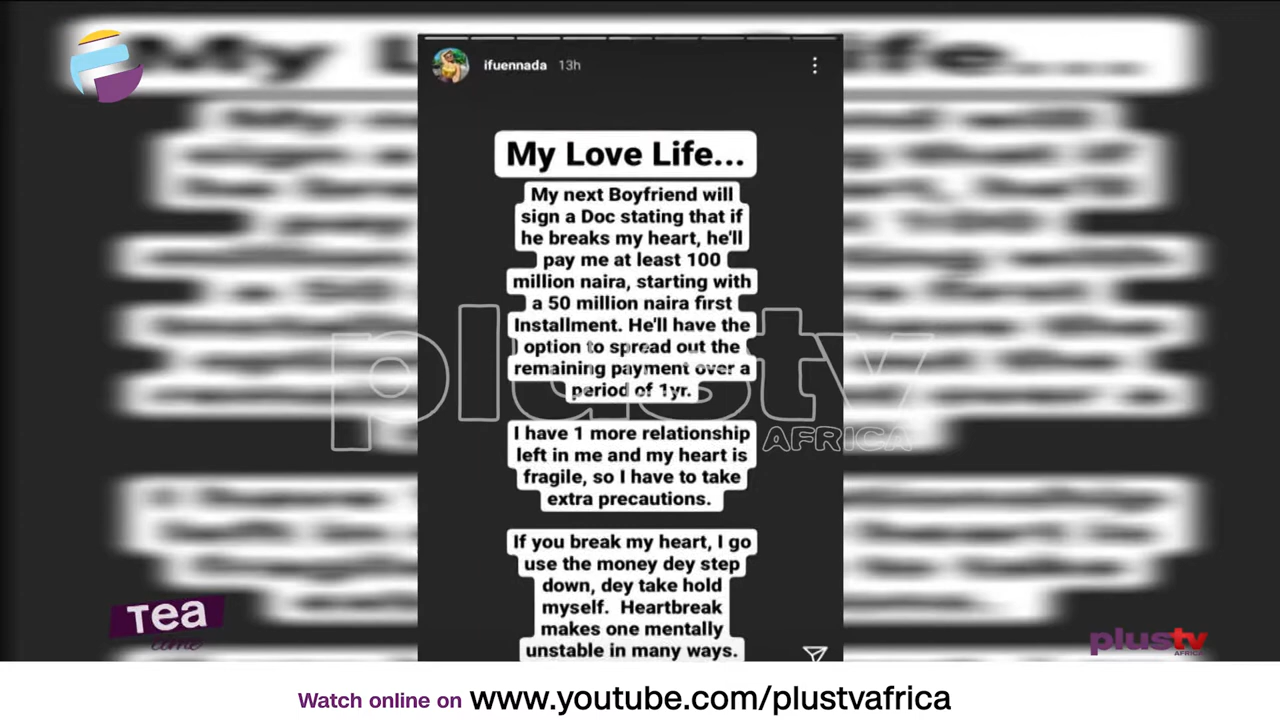 ifuennada 13h
My Love Life...
My next Boyfriend will
sign a Doc stating that if
he breaks my heart, he'll
pay me at least 100
million naira, starting with
a 50 million naira first
Installment. He'll have the
option to spread out the
remaining payment over a
period of 1yr.
I have 1 more relationship
left in me and my heart is
fragile, so I have to take
extra precautions.
If you break my heart, I go
use the money dey step
down, dey take hold
myself. Heartbreak
makes one mentally
unstable in many ways.
plustv
AFRICA
Tea
time
plustv
AFRICA
Watch online on www.youtube.com/plustvafrica